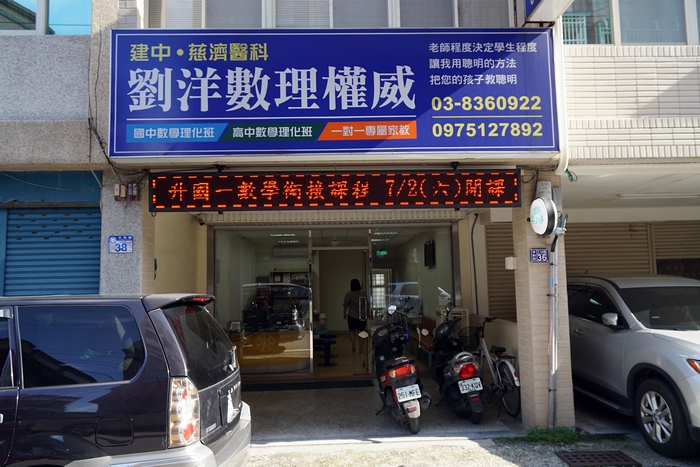 建中・慈濟醫科
劉洋數理權威
國中數學理化班
高中數學理化班
一對一專屬家教
老師程度決定學生程度
讓我用聰明的方法
把您的孩子教聰明
03-8360922
0975127892
升國一數學銜接課程 7/2(六)開課
38
36